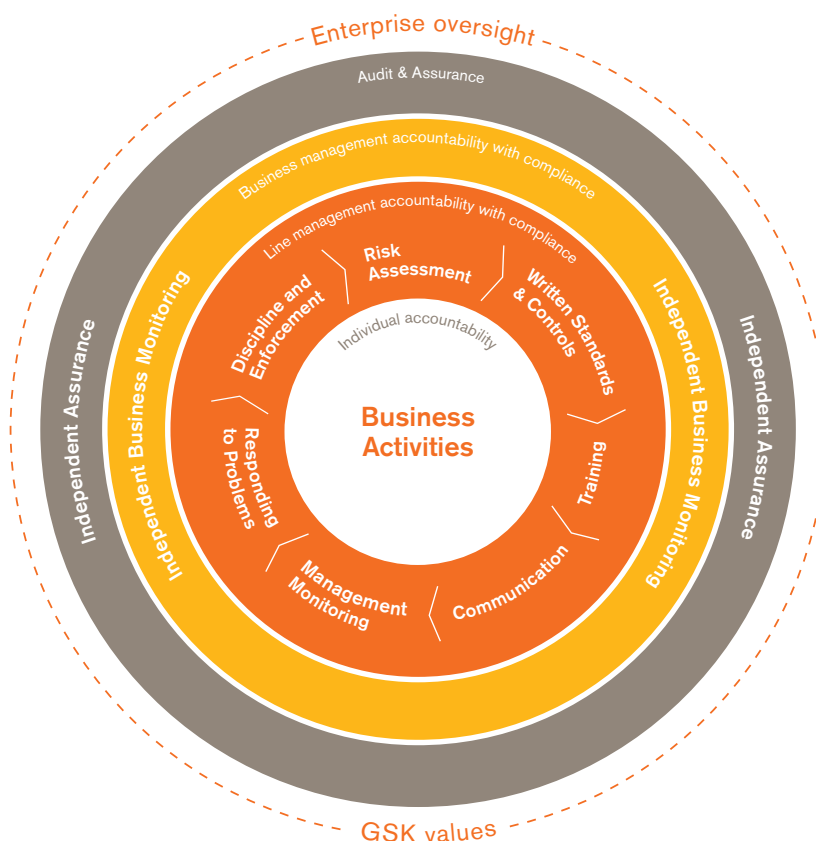 Enterprise oversight
Audit & Assurance
Business management accountability with compliance
Line management accountability with compliance
Risk
Assessment
Written Standards
& Controls
Training
Communication
Management
Monitoring
Responding
to Problems
Discipline and
Enforcement
Individual accountability
Business
Activities
Independent Assurance
Independent Business Monitoring
Independent Business Monitoring
Independent Assurance
GSK values